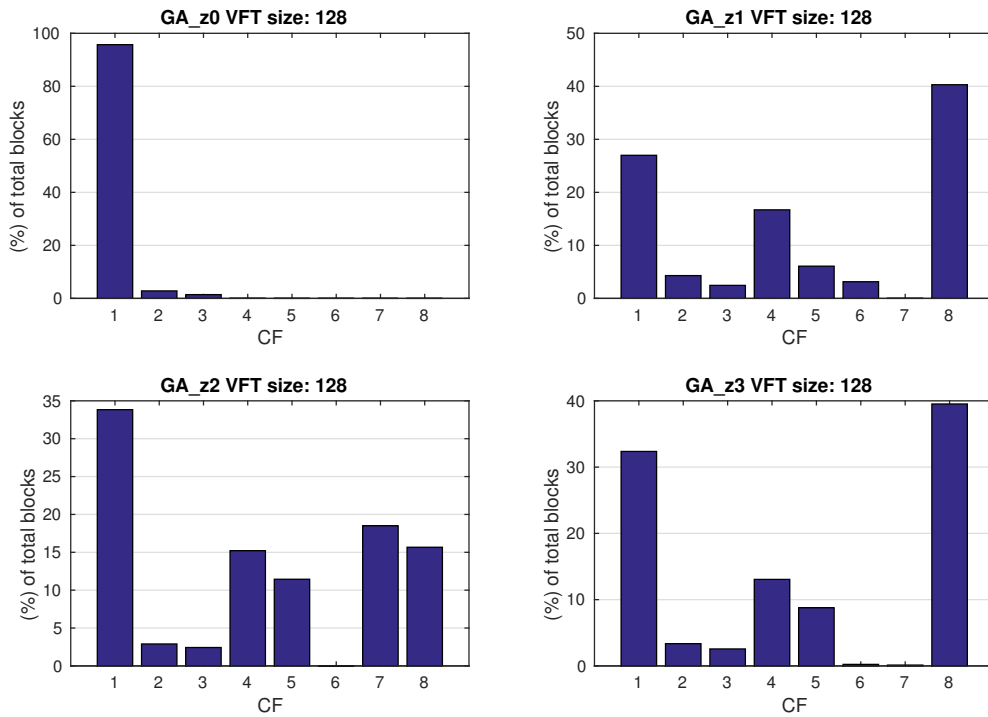 GA_z0 VFT size: 128
100
80
60
40
20
0
(%) of total blocks
1 2 3 4 5 6 7 8
CF
GA_z1 VFT size: 128
50
40
30
20
10
0
(%) of total blocks
1 2 3 4 5 6 7 8
CF
GA_z2 VFT size: 128
35
30
25
20
15
10
5
0
(%) of total blocks
1 2 3 4 5 6 7 8
CF
GA_z3 VFT size: 128
40
30
20
10
0
(%) of total blocks
1 2 3 4 5 6 7 8
CF